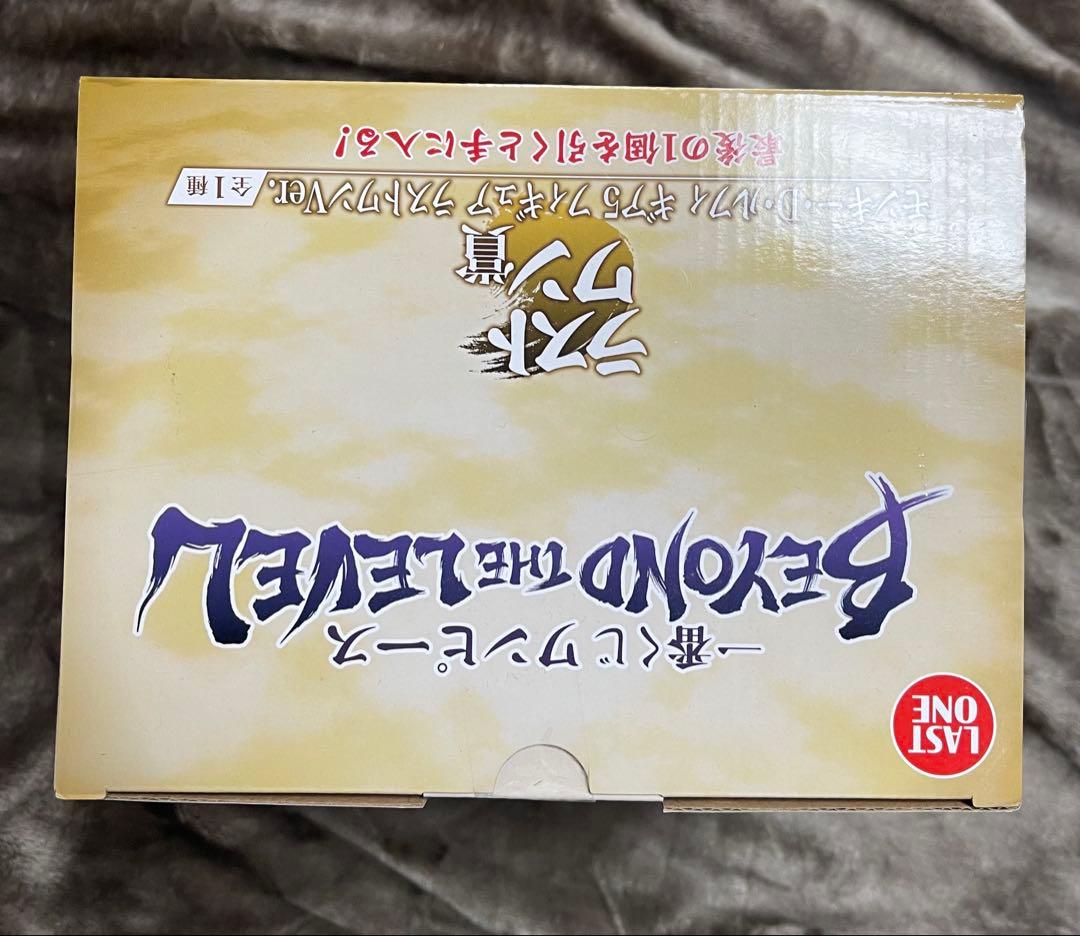 LAST
ONE
一番くじ ワンピース
BEYOND THE LEVEL
ラスト
ワン賞
モンキー・D・ルフィ ギア5 フィギュア ラストワンVer. 全1種
最後の1個を引くと手に入る!